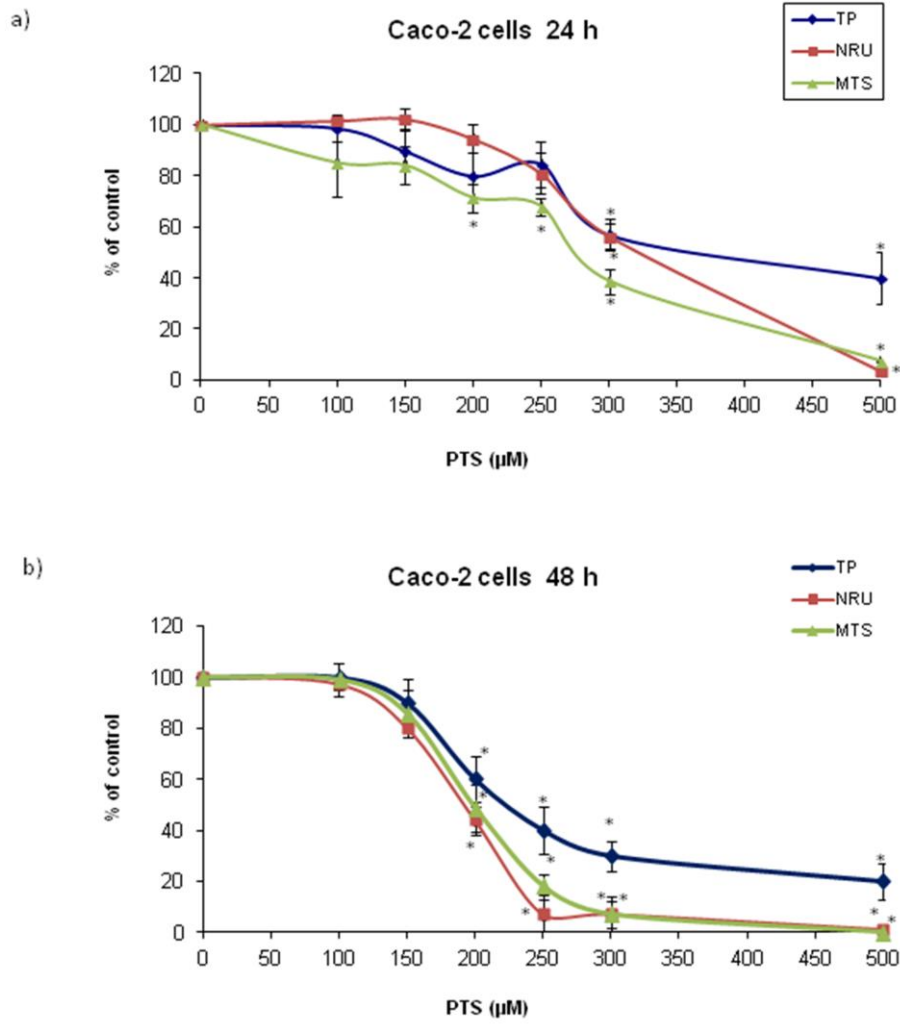 a)
Caco-2 cells 24 h
TP
NRU
MTS
120
100
80
60
40
20
0
% of control
* * * * * * * *
0 50 100 150 200 250 300 350 400 450 500
PTS (µM)
b)
Caco-2 cells 48 h
TP
NRU
MTS
120
100
80
60
40
20
0
% of control
* * * * * * * * * * * *
0 50 100 150 200 250 300 350 400 450 500
PTS (µM)